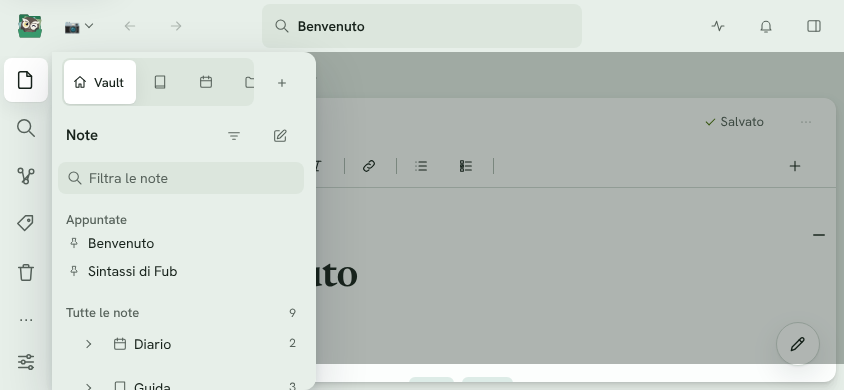 Benvenuto
Vault
Salvato
Note
Filtra le note
Appuntate
Benvenuto
Sintassi di Fub
uto
Tutte le note 9
Diario 2
Guida 3